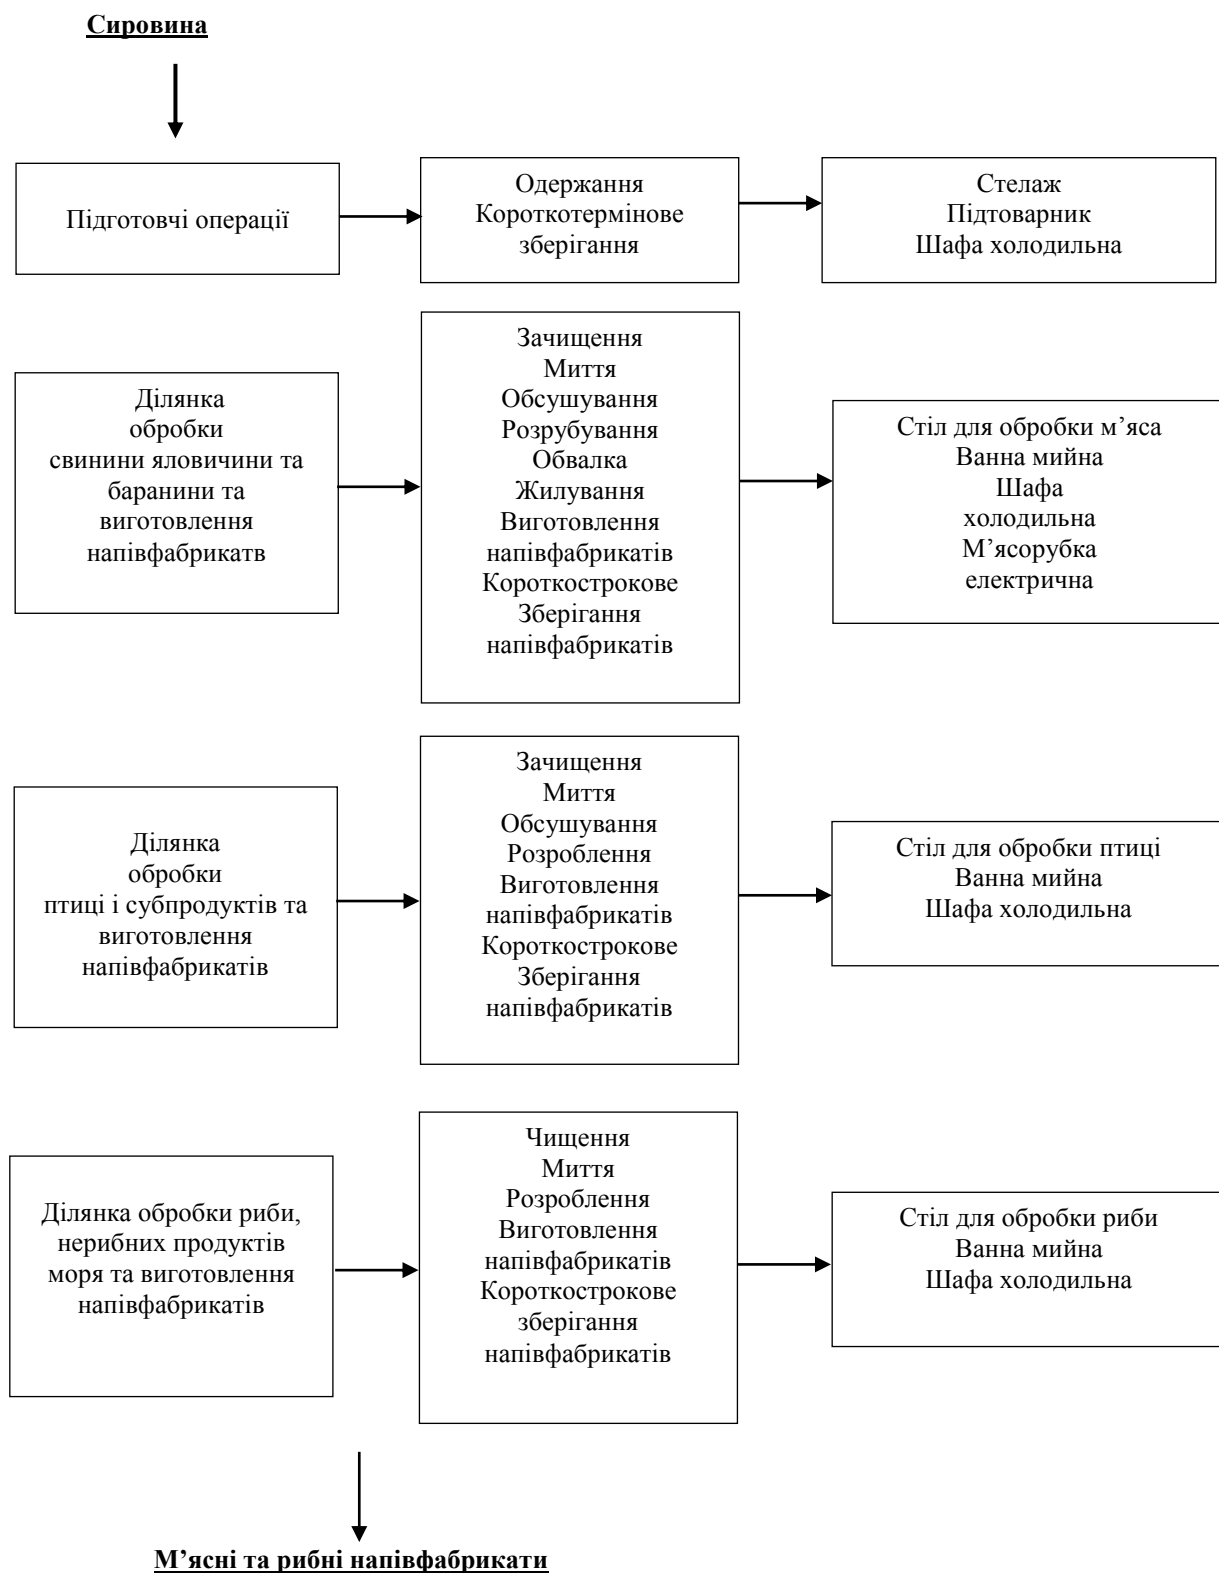 Сировина
Підготовчі операції
Одержання
Короткотермінове
зберігання
Стелаж
Підтоварник
Шафа холодильна
Ділянка
обробки
свинини яловичини та
баранини та
виготовлення
напівфабрикатв
Зачищення
Миття
Обсушування
Розрубування
Обвалка
Жилування
Виготовлення
напівфабрикатів
Короткострокове
Зберігання
напівфабрикатів
Стіл для обробки м’яса
Ванна мийна
Шафа
холодильна
М’ясорубка
електрична
Ділянка
обробки
птиці і субпродуктів та
виготовлення
напівфабрикатів
Зачищення
Миття
Обсушування
Розроблення
Виготовлення
напівфабрикатів
Короткострокове
Зберігання
напівфабрикатів
Стіл для обробки птиці
Ванна мийна
Шафа холодильна
Ділянка обробки риби,
нерибних продуктів
моря та виготовлення
напівфабрикатів
Чищення
Миття
Розроблення
Виготовлення
напівфабрикатів
Короткострокове
зберігання
напівфабрикатів
Стіл для обробки риби
Ванна мийна
Шафа холодильна
М’ясні та рибні напівфабрикати